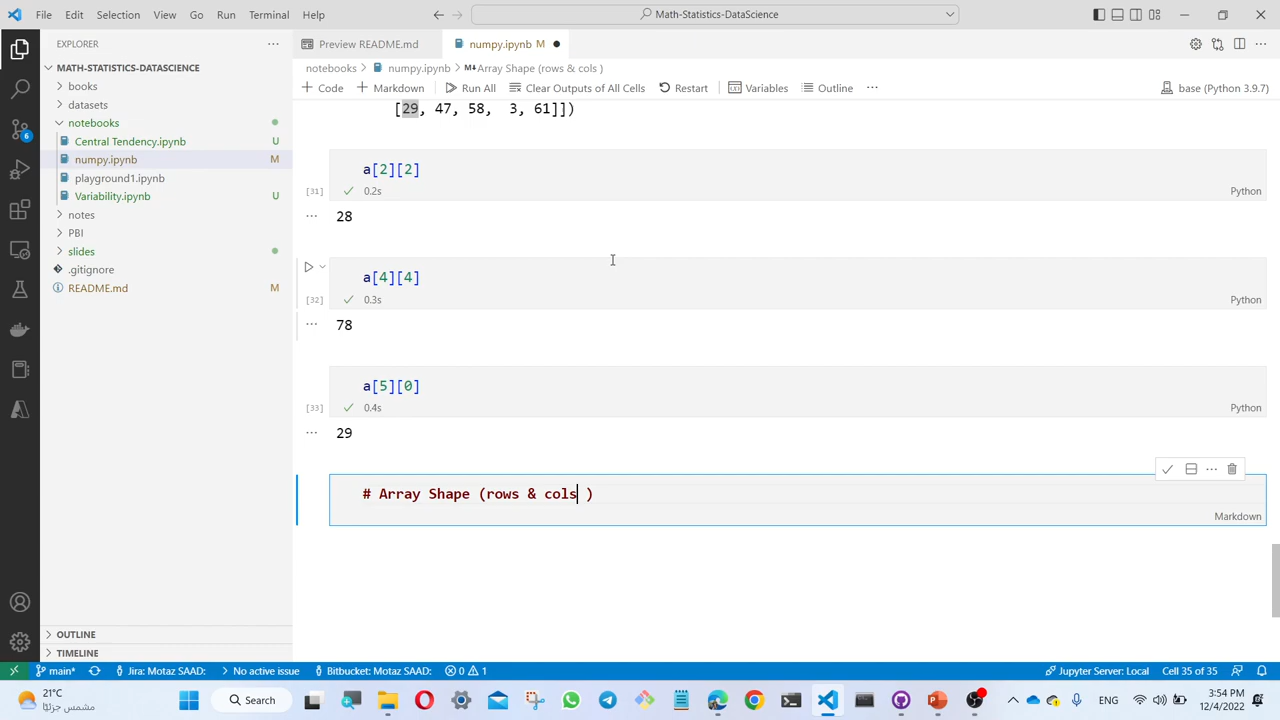 File Edit Selection View Go Run Terminal Help
Math-Statistics-DataScience
EXPLORER
Preview README.md
numpy.ipynb M
MATH-STATISTICS-DATASCIENCE
notebooks > numpy.ipynb > Array Shape (rows & cols )
books
Code Markdown Run All Clear Outputs of All Cells Restart Variables Outline
base (Python 3.9.7)
datasets
[29, 47, 58, 3, 61]])
notebooks
Central Tendency.ipynb U
numpy.ipynb M
playground1.ipynb
Variability.ipynb U
notes
PBI
slides
.gitignore
README.md M
a[2][2]
[31] 0.2s Python
28
a[4][4]
[32] 0.3s Python
78
a[5][0]
[33] 0.4s Python
29
# Array Shape (rows & cols )
Markdown
OUTLINE
TIMELINE
main* Jira: Motaz SAAD: No active issue Bitbucket: Motaz SAAD: 0 1
Jupyter Server: Local Cell 35 of 35
6
21°C
مشمس جزئيًا
Search
ENG
3:54 PM
12/4/2022